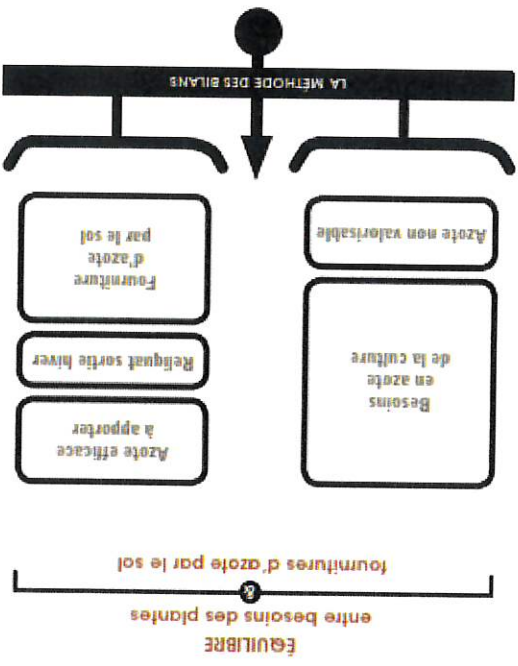 ÉQUILIBRE
entre besoins des plantes
&
fournitures d'azote par le sol
Besoins
en azote
de la culture
Azote non valorisable
Azote efficace
à apporter
Reliquat sortie hiver
Fourniture
d'azote
par le sol
LA MÉTHODE DES BILANS